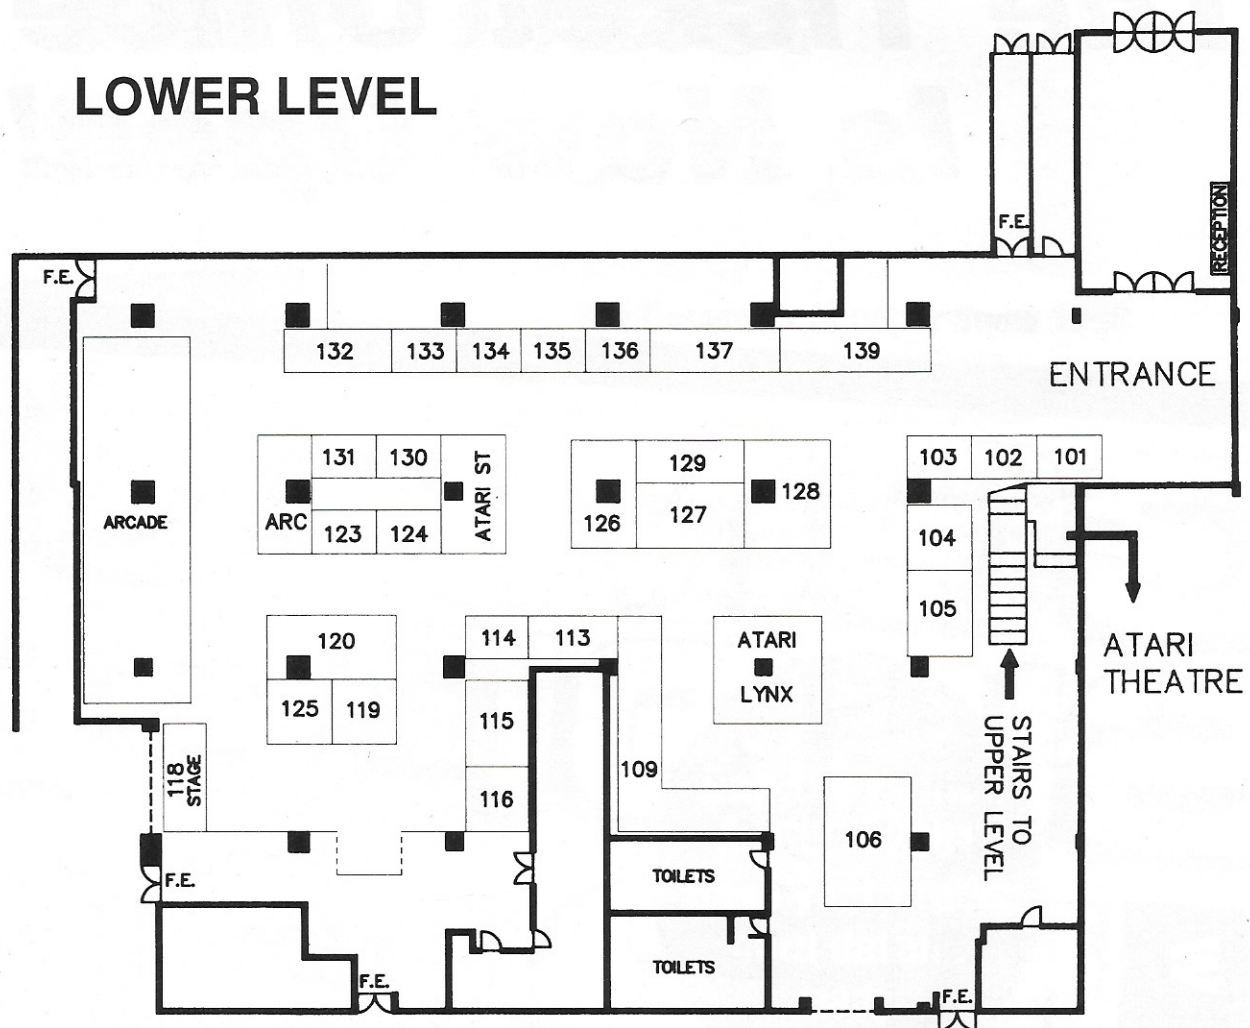 LOWER LEVEL
F.E.
RECEPTION
F.E.
132
133
134
135
136
137
139
ENTRANCE
131
130
ATARI ST
129
128
103
102
101
ARCADE
ARC
123
124
126
127
104
105
120
114
113
ATARI
LYNX
ATARI
THEATRE
125
119
115
118
STAGE
116
109
106
STAIRS TO
UPPER LEVEL
F.E.
TOILETS
TOILETS
F.E.
F.E.